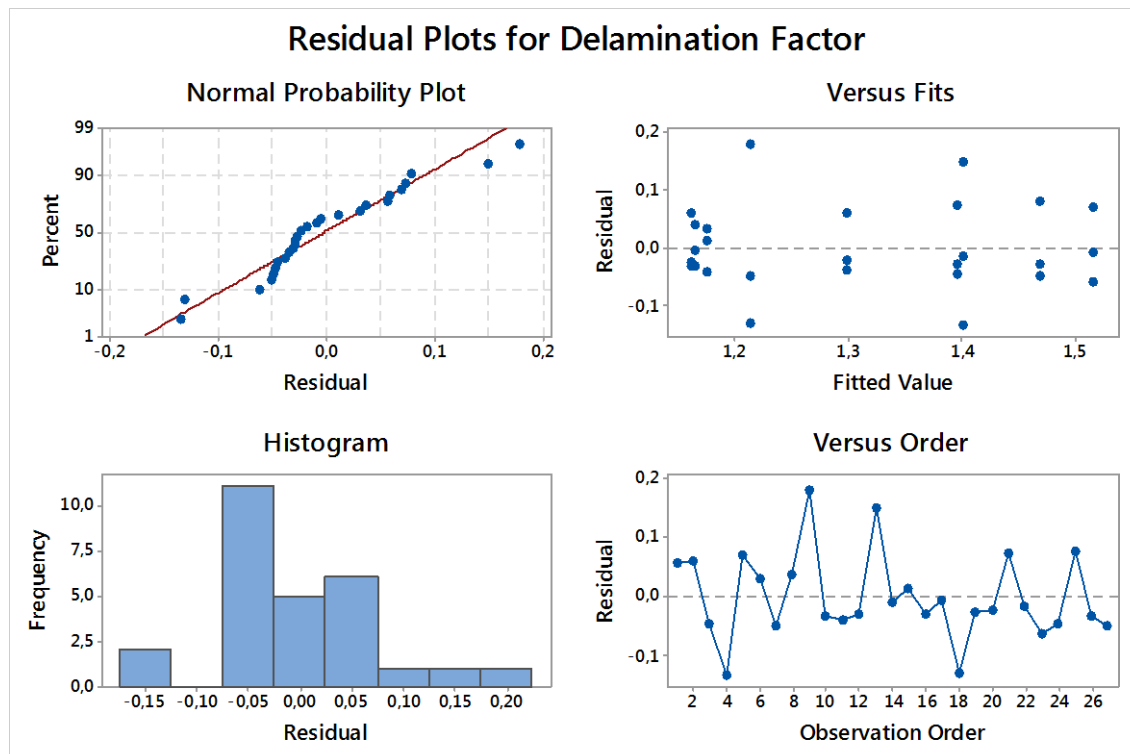 Residual Plots for Delamination Factor
Normal Probability Plot
99
90
50
10
1
Percent
-0,2 -0,1 0,0 0,1 0,2
Residual
Versus Fits
0,2
0,1
0,0
-0,1
Residual
1,2 1,3 1,4 1,5
Fitted Value
Histogram
10,0
7,5
5,0
2,5
0,0
Frequency
-0,15 -0,10 -0,05 0,00 0,05 0,10 0,15 0,20
Residual
Versus Order
0,2
0,1
0,0
-0,1
Residual
2 4 6 8 10 12 14 16 18 20 22 24 26
Observation Order